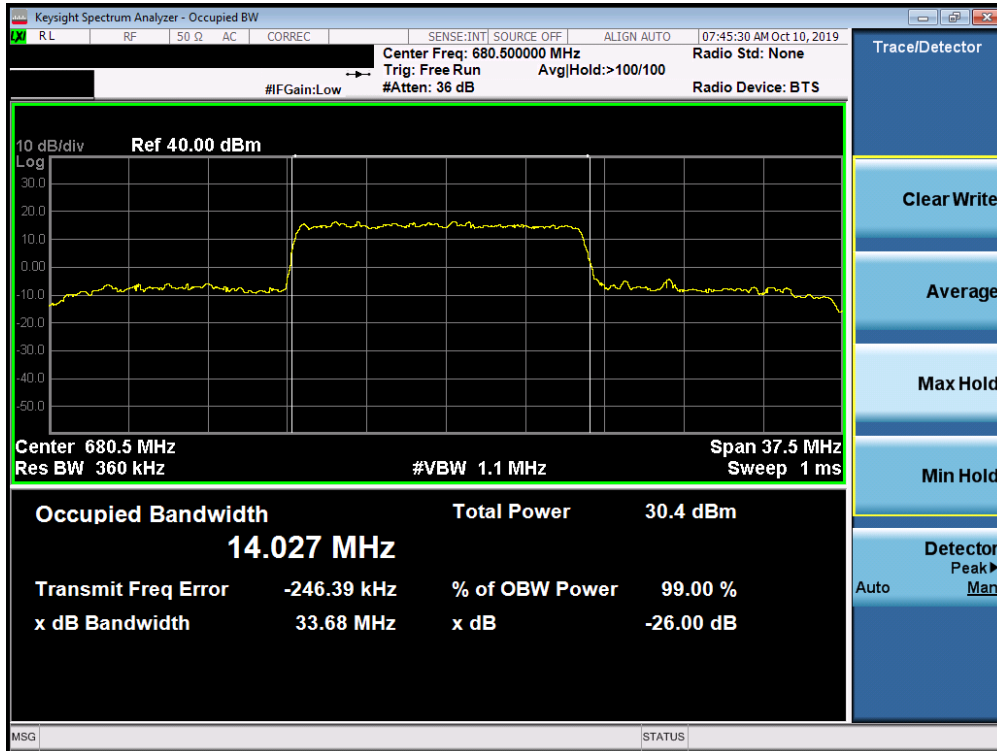 Keysight Spectrum Analyzer - Occupied BW
LXI RL RF 50 Ω AC CORREC SENSE:INT SOURCE OFF ALIGN AUTO 07:45:30 AM Oct 10, 2019
Center Freq: 680.500000 MHz Radio Std: None
Trig: Free Run Avg|Hold:>100/100
#IFGain:Low #Atten: 36 dB Radio Device: BTS
Trace/Detector
10 dB/div Ref 40.00 dBm
Log
30.0
20.0
10.0
0.00
-10.0
-20.0
-30.0
-40.0
-50.0
Center 680.5 MHz Span 37.5 MHz
Res BW 360 kHz #VBW 1.1 MHz Sweep 1 ms
Occupied Bandwidth Total Power 30.4 dBm
14.027 MHz
Transmit Freq Error -246.39 kHz % of OBW Power 99.00 %
x dB Bandwidth 33.68 MHz x dB -26.00 dB
Clear Write
Average
Max Hold
Min Hold
Detector
Peak▶
Auto Man
MSG STATUS